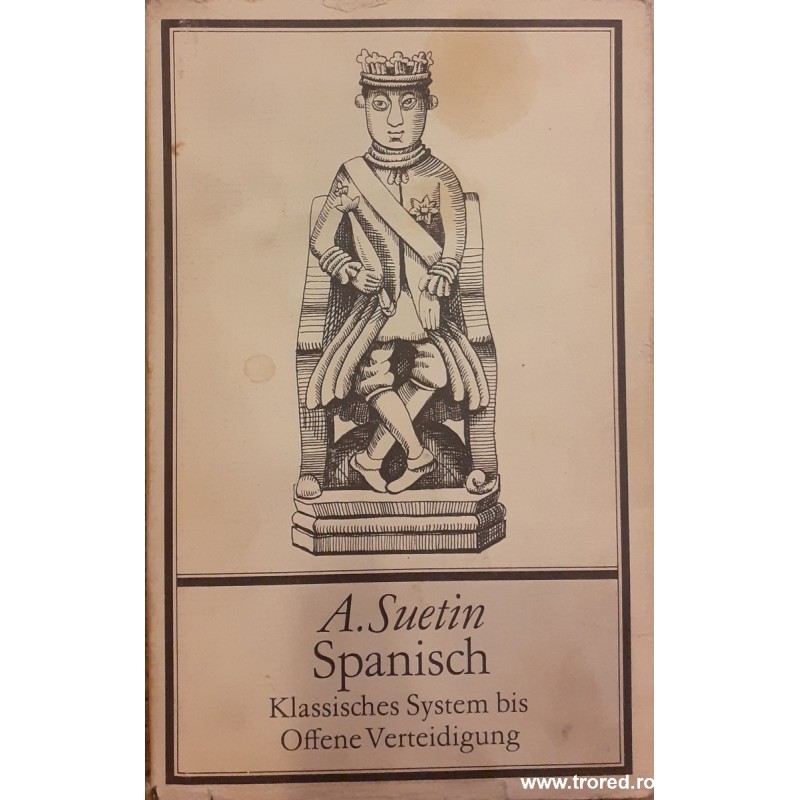 A. Suetin
Spanisch
Klassisches System bis
Offene Verteidigung
www.trored.ro